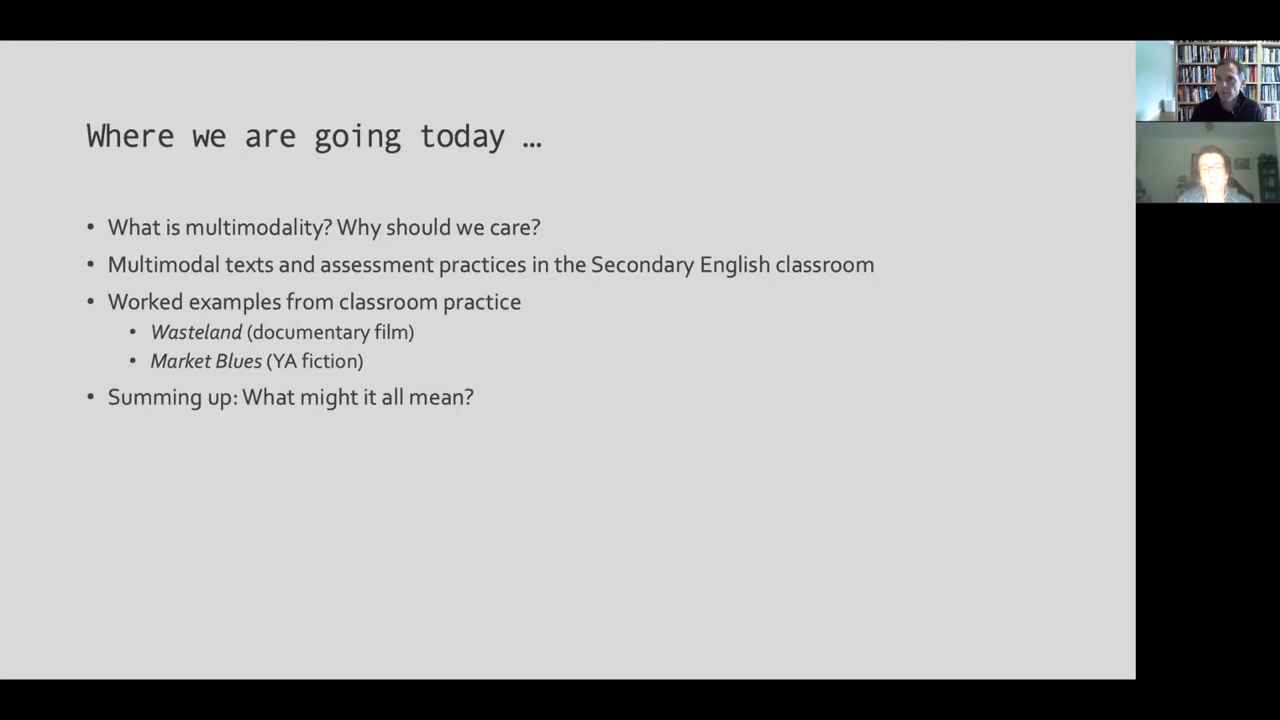 Where we are going today …
• What is multimodality? Why should we care?
• Multimodal texts and assessment practices in the Secondary English classroom
• Worked examples from classroom practice
• Wasteland (documentary film)
• Market Blues (YA fiction)
• Summing up: What might it all mean?